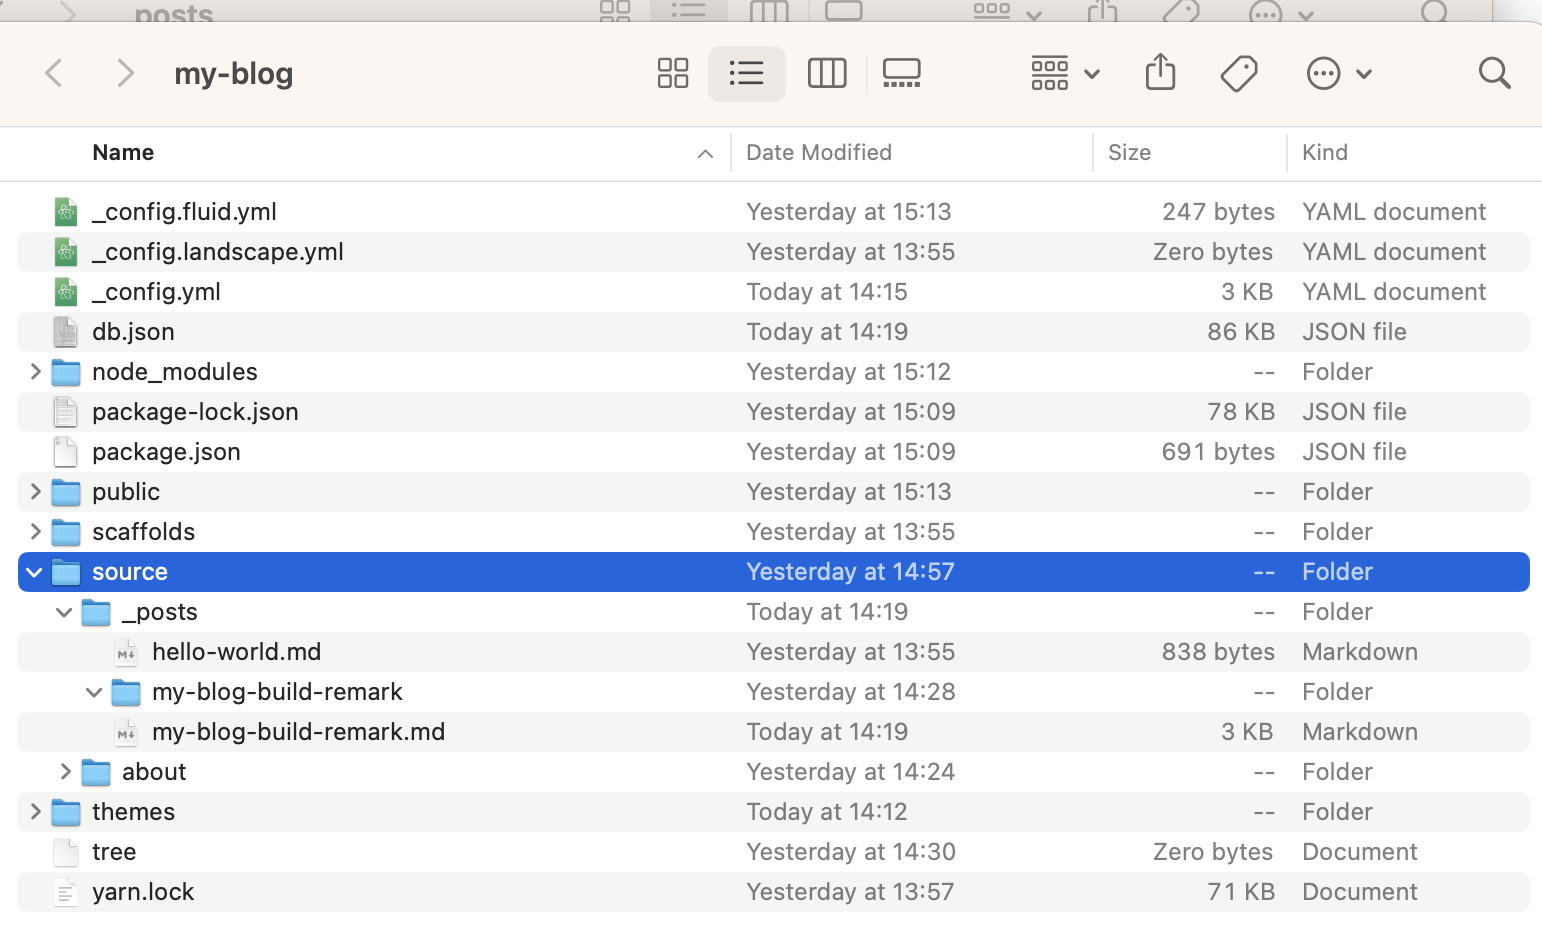 posts
my-blog
Name Date Modified Size Kind
_config.fluid.yml Yesterday at 15:13 247 bytes YAML document
_config.landscape.yml Yesterday at 13:55 Zero bytes YAML document
_config.yml Today at 14:15 3 KB YAML document
db.json Today at 14:19 86 KB JSON file
node_modules Yesterday at 15:12 -- Folder
package-lock.json Yesterday at 15:09 78 KB JSON file
package.json Yesterday at 15:09 691 bytes JSON file
public Yesterday at 15:13 -- Folder
scaffolds Yesterday at 13:55 -- Folder
source Yesterday at 14:57 -- Folder
_posts Today at 14:19 -- Folder
hello-world.md Yesterday at 13:55 838 bytes Markdown
my-blog-build-remark Yesterday at 14:28 -- Folder
my-blog-build-remark.md Today at 14:19 3 KB Markdown
about Yesterday at 14:24 -- Folder
themes Today at 14:12 -- Folder
tree Yesterday at 14:30 Zero bytes Document
yarn.lock Yesterday at 13:57 71 KB Document